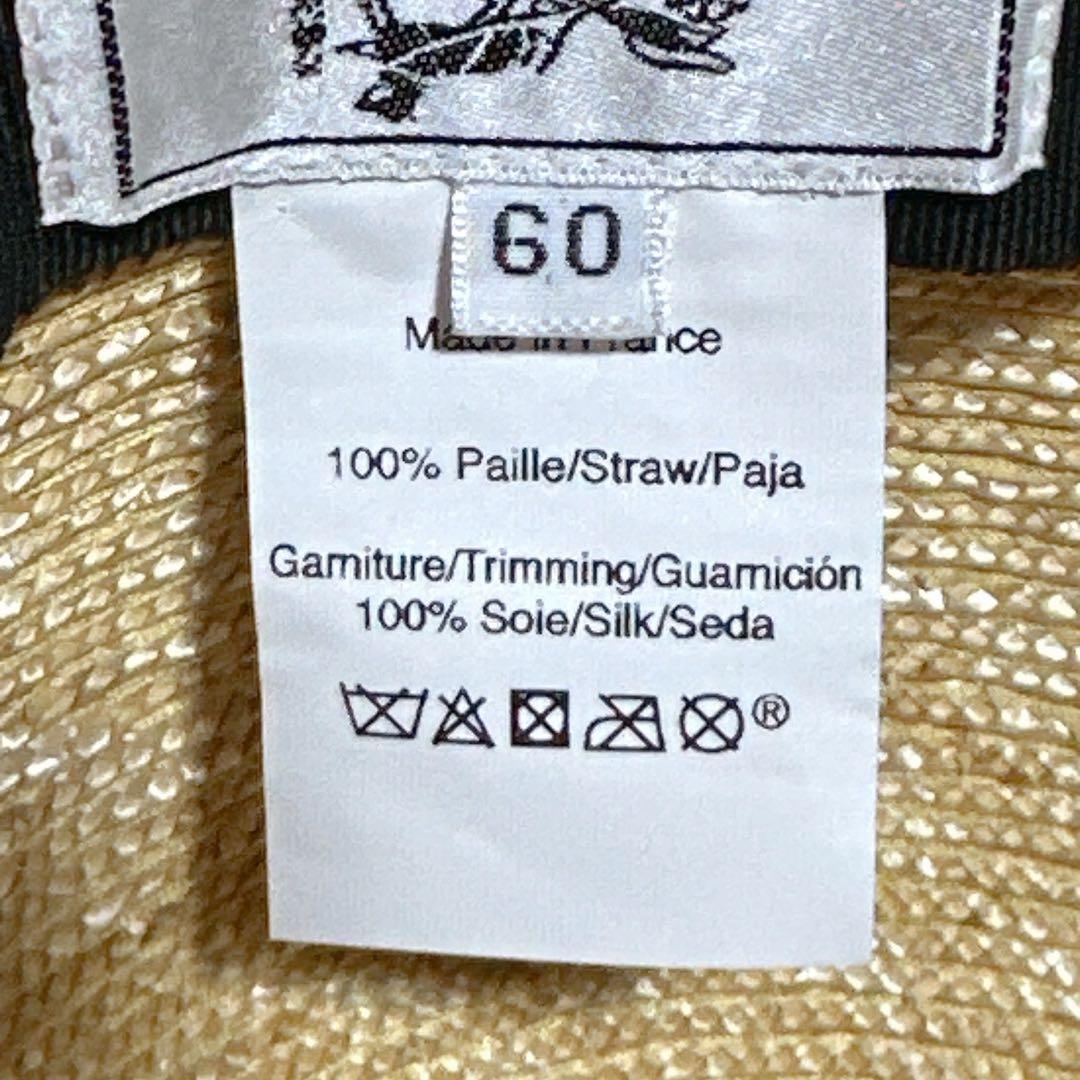 60
Made in France
100% Paille/Straw/Paja
Garniture/Trimming/Guarnición
100% Soie/Silk/Seda
®